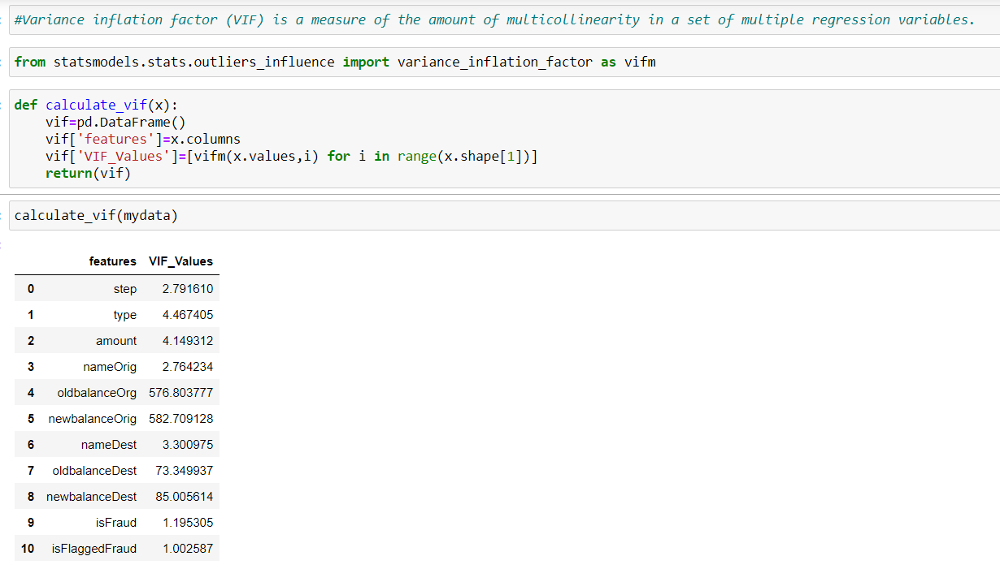 #Variance inflation factor (VIF) is a measure of the amount of multicollinearity in a set of multiple regression variables.
from statsmodels.stats.outliers_influence import variance_inflation_factor as vifm
def calculate_vif(x):
    vif=pd.DataFrame()
    vif['features']=x.columns
    vif['VIF_Values']=[vifm(x.values,i) for i in range(x.shape[1])]
    return(vif)
calculate_vif(mydata)
features VIF_Values
0 step 2.791610
1 type 4.467405
2 amount 4.149312
3 nameOrig 2.764234
4 oldbalanceOrg 576.803777
5 newbalanceOrig 582.709128
6 nameDest 3.300975
7 oldbalanceDest 73.349937
8 newbalanceDest 85.005614
9 isFraud 1.195305
10 isFlaggedFraud 1.002587